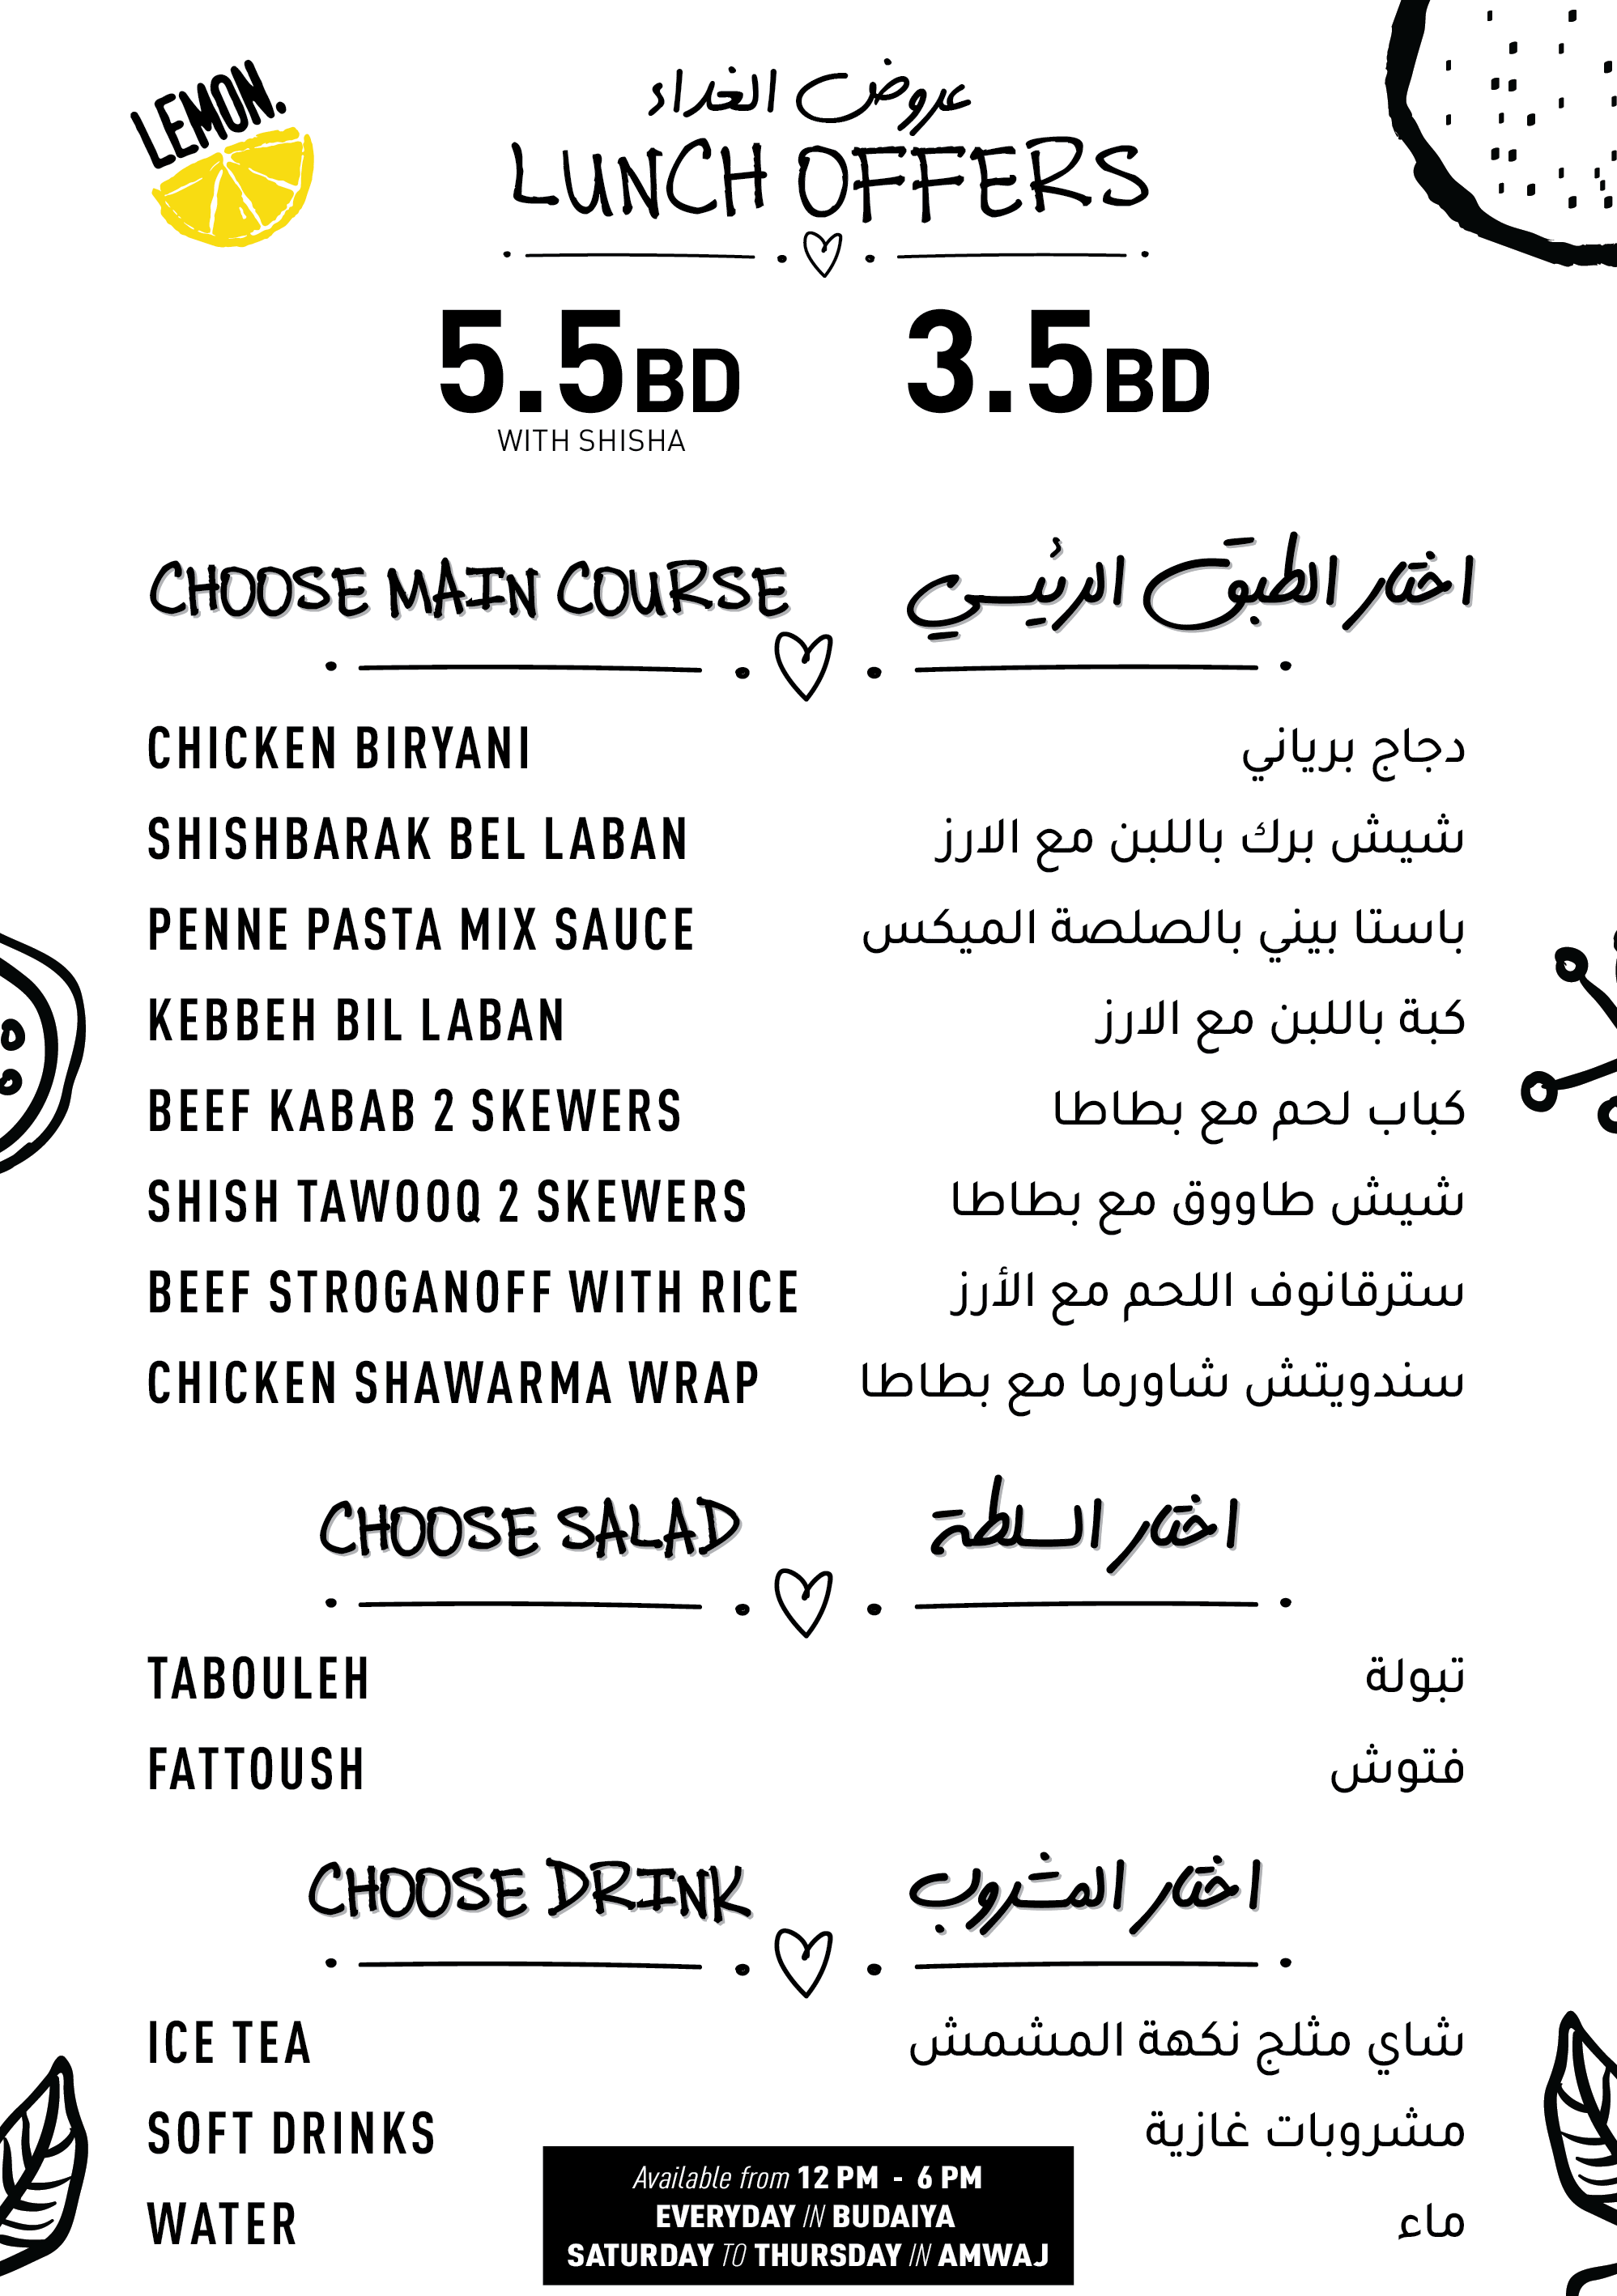 LEMON.
عروض الغداء
LUNCH OFFERS
5.5BD 3.5BD
WITH SHISHA
CHOOSE MAIN COURSE اختار الطبق الرئيسي
CHICKEN BIRYANI دجاج برياني
SHISHBARAK BEL LABAN شيش برك باللبن مع الارز
PENNE PASTA MIX SAUCE باستا بيني بالصلصة الميكس
KEBBEH BIL LABAN كبة باللبن مع الارز
BEEF KABAB 2 SKEWERS كباب لحم مع بطاطا
SHISH TAWOOQ 2 SKEWERS شيش طاووق مع بطاطا
BEEF STROGANOFF WITH RICE سترقانوف اللحم مع الأرز
CHICKEN SHAWARMA WRAP سندويتش شاورما مع بطاطا
CHOOSE SALAD اختار السلطة
TABOULEH تبولة
FATTOUSH فتوش
CHOOSE DRINK اختار المشروب
ICE TEA شاي مثلج نكهة المشمش
SOFT DRINKS مشروبات غازية
WATER ماء
Available from 12 PM - 6 PM
EVERYDAY IN BUDAIYA
SATURDAY TO THURSDAY IN AMWAJ